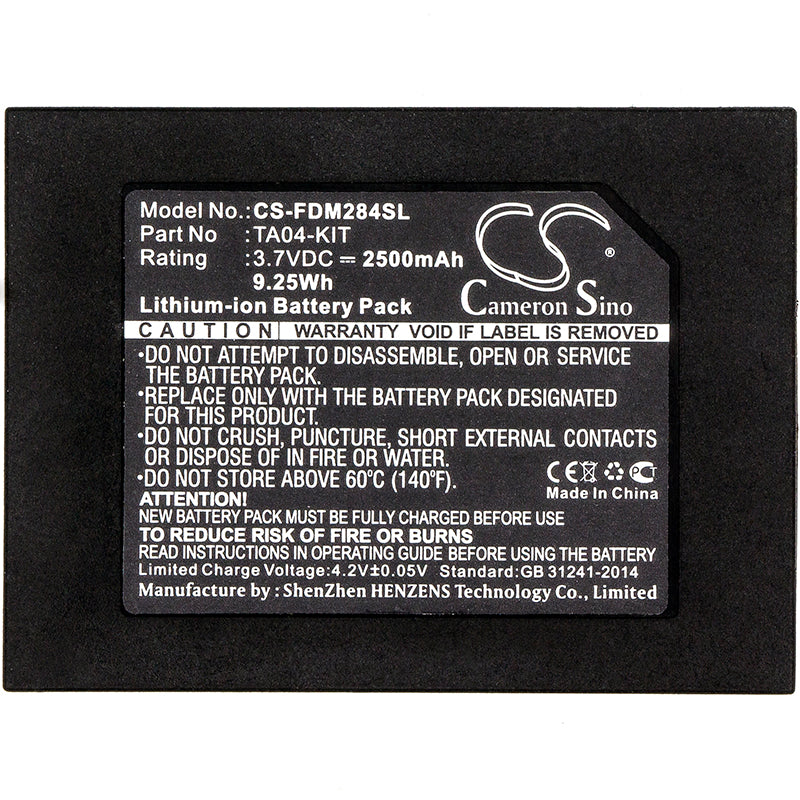 Model No.: CS-FDM284SL
Part No : TA04-KIT
Rating : 3.7VDC ⎓ 2500mAh
9.25Wh
Lithium-ion Battery Pack
CS
®
Cameron Sino
CAUTION WARRANTY VOID IF LABEL IS REMOVED
•DO NOT ATTEMPT TO DISASSEMBLE, OPEN OR SERVICE
THE BATTERY PACK.
•REPLACE ONLY WITH THE BATTERY PACK DESIGNATED
FOR THIS PRODUCT.
•DO NOT CRUSH, PUNCTURE, SHORT EXTERNAL CONTACTS
OR DISPOSE OF IN FIRE OR WATER.
•DO NOT STORE ABOVE 60°C (140°F).
CE PCT
Made In China
ATTENTION!
NEW BATTERY PACK MUST BE FULLY CHARGED BEFORE USE
TO REDUCE RISK OF FIRE OR BURNS
READ INSTRUCTIONS IN OPERATING GUIDE BEFORE USING THE BATTERY.
Limited Charge Voltage:4.2V±0.05V Standard:GB 31241-2014
Manufacture by : ShenZhen HENZENS Technology Co., Limited